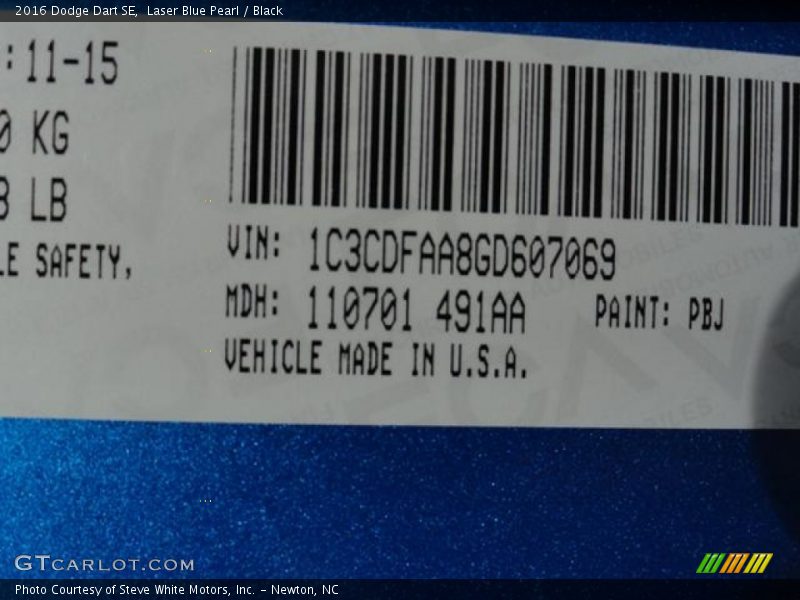 2016 Dodge Dart SE, Laser Blue Pearl / Black
:11-15
0 KG
LB
LE SAFETY,
VIN: 1C3CDFAA8GD607069
MDH: 110701 491AA PAINT: PBJ
VEHICLE MADE IN U.S.A.
GTCARLOT.COM
Photo Courtesy of Steve White Motors, Inc. – Newton, NC